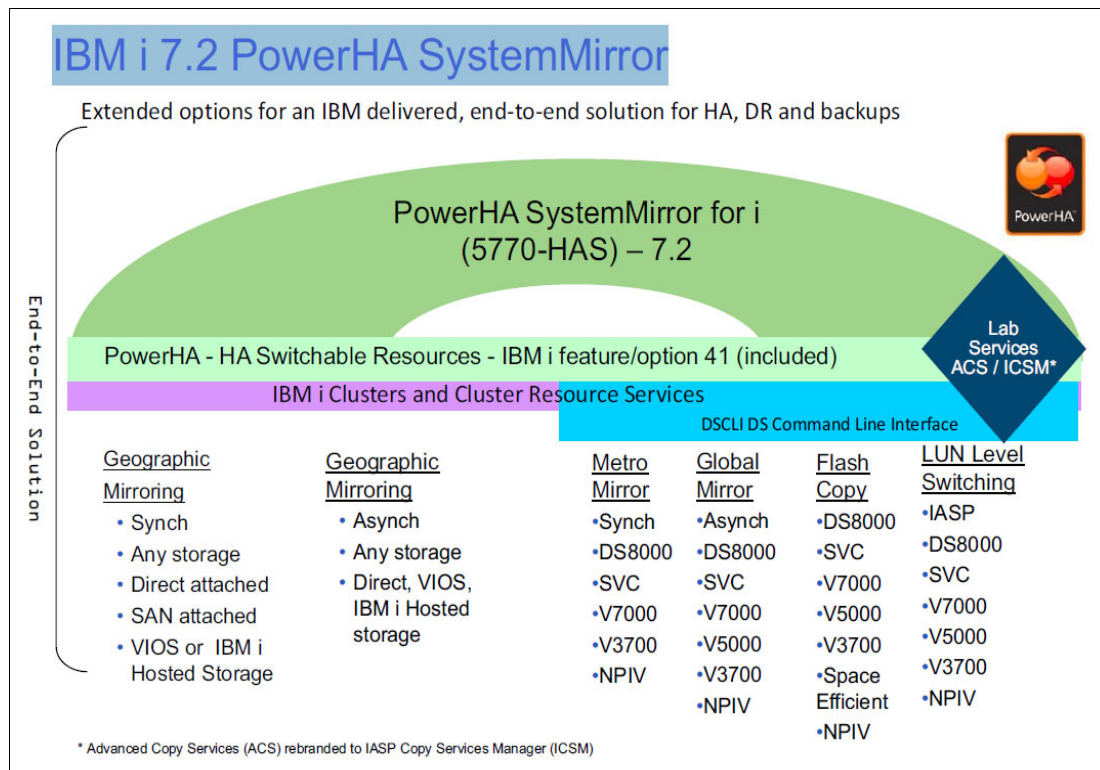 IBM i 7.2 PowerHA SystemMirror
Extended options for an IBM delivered, end-to-end solution for HA, DR and backups
PowerHA™
PowerHA SystemMirror for i
(5770-HAS) – 7.2
End-to-End Solution
Lab
Services
ACS / ICSM*
PowerHA - HA Switchable Resources - IBM i feature/option 41 (included)
IBM i Clusters and Cluster Resource Services
DSCLI DS Command Line Interface
Geographic
Mirroring
• Synch
• Any storage
• Direct attached
• SAN attached
• VIOS or IBM i
Hosted Storage
Geographic
Mirroring
• Asynch
• Any storage
• Direct, VIOS,
IBM i Hosted
storage
Metro
Mirror
•Synch
•DS8000
•SVC
•V7000
•V3700
•NPIV
Global
Mirror
•Asynch
•DS8000
•SVC
•V7000
•V5000
•V3700
•NPIV
Flash
Copy
•DS8000
•SVC
•V7000
•V5000
•V3700
•Space
Efficient
•NPIV
LUN Level
Switching
•IASP
•DS8000
•SVC
•V7000
•V5000
•V3700
•NPIV
* Advanced Copy Services (ACS) rebranded to IASP Copy Services Manager (ICSM)